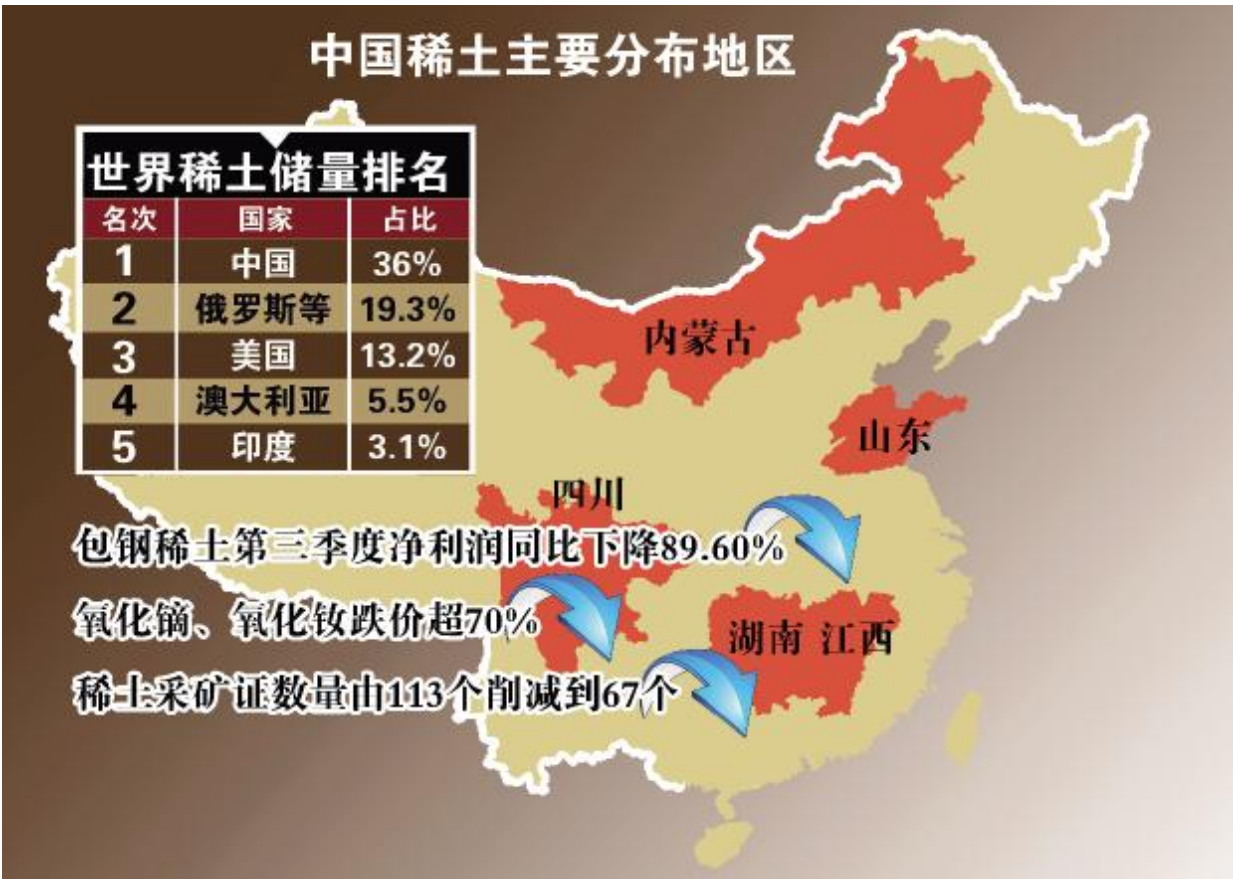 中国稀土主要分布地区
世界稀土储量排名
名次 国家 占比
1 中国 36%
2 俄罗斯等 19.3%
3 美国 13.2%
4 澳大利亚 5.5%
5 印度 3.1%
内蒙古
山东
四川
包钢稀土第三季度净利润同比下降89.60%
氧化镝、氧化钕跌价超70%
湖南 江西
稀土采矿证数量由113个削减到67个